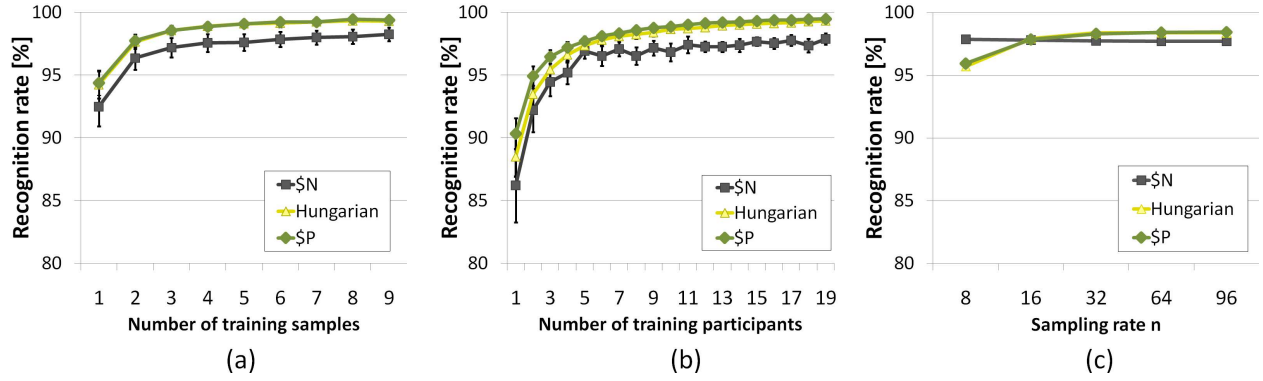 Recognition rate [%]
100
95
90
85
80
$N
Hungarian
$P
1 2 3 4 5 6 7 8 9
Number of training samples
(a)
Recognition rate [%]
100
95
90
85
80
$N
Hungarian
$P
1 3 5 7 9 11 13 15 17 19
Number of training participants
(b)
Recognition rate [%]
100
95
90
85
80
$N
Hungarian
$P
8 16 32 64 96
Sampling rate n
(c)